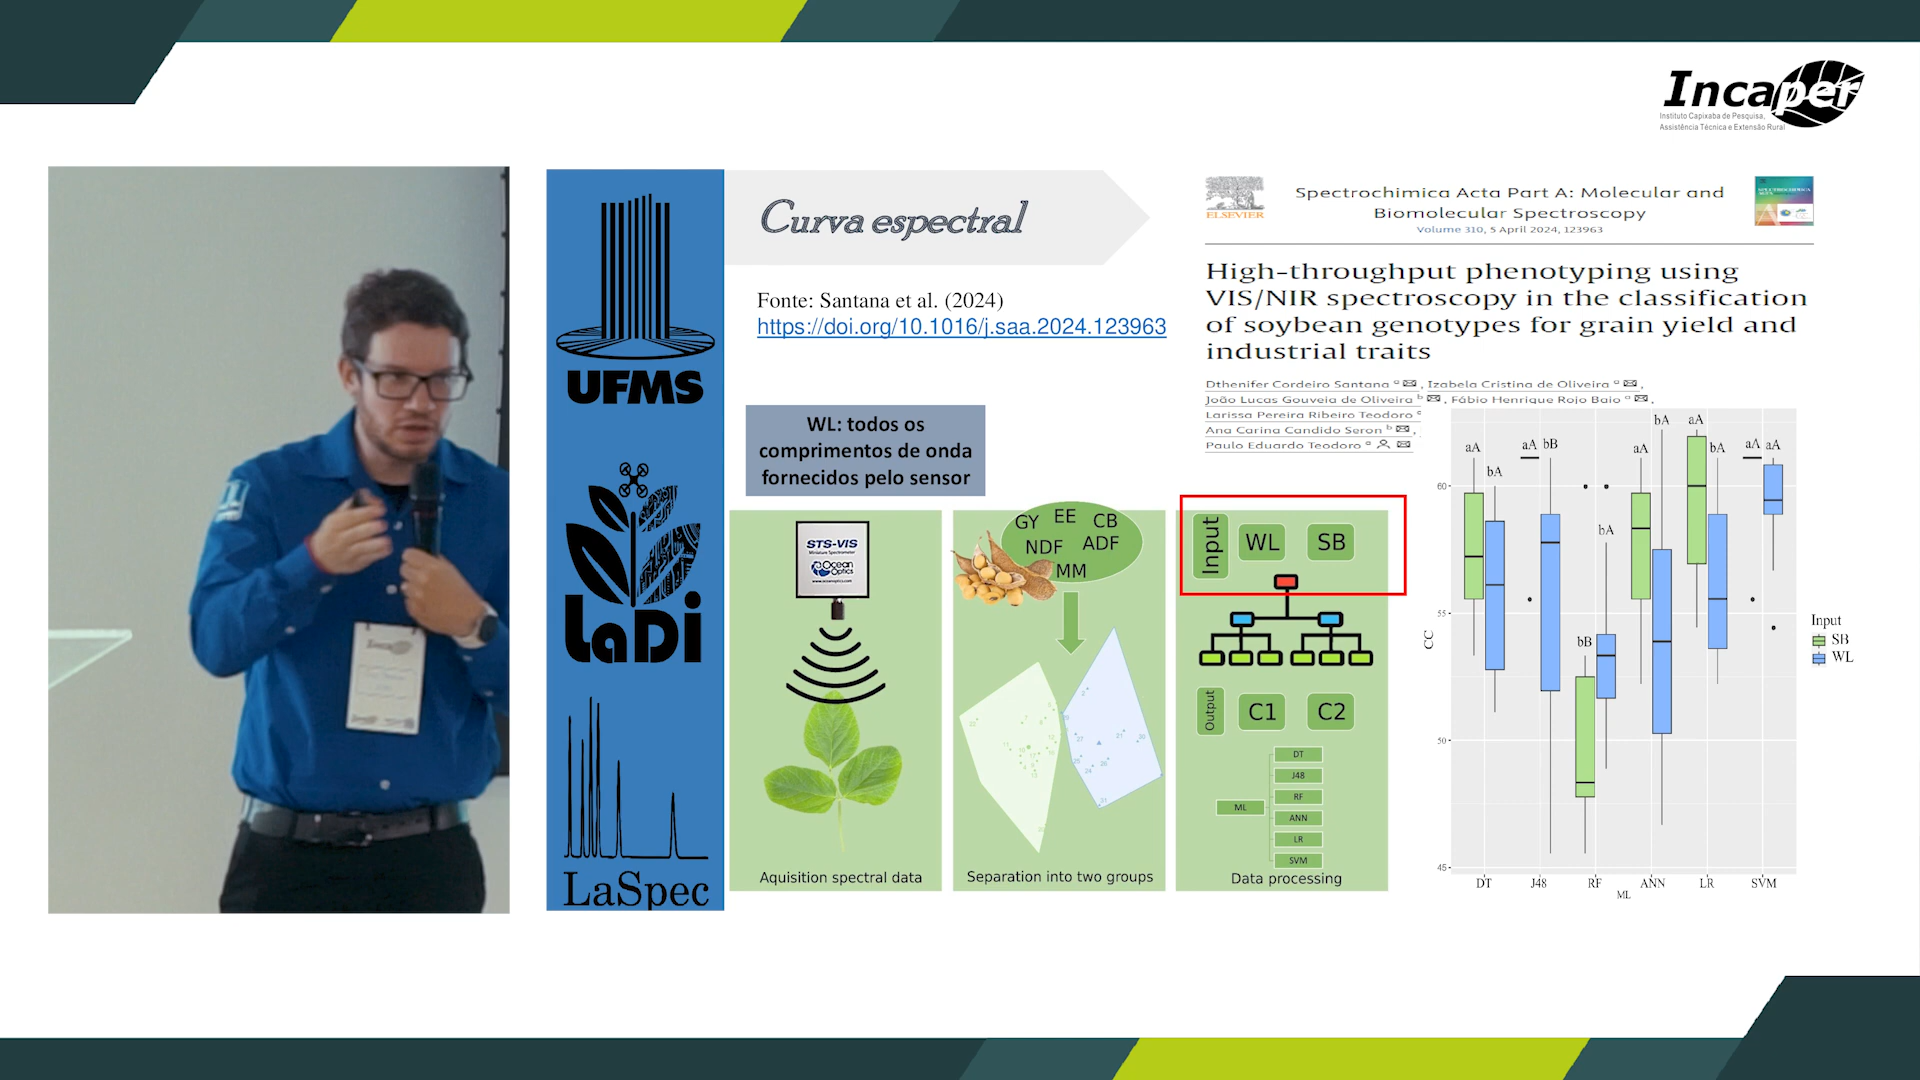 Incaper
Instituto Capixaba de Pesquisa,
Assistência Técnica e Extensão Rural
UFMS
LaDi
LaSpec
Curva espectral
Fonte: Santana et al. (2024)
https://doi.org/10.1016/j.saa.2024.123963
WL: todos os
comprimentos de onda
fornecidos pelo sensor
ELSEVIER
Spectrochimica Acta Part A: Molecular and
Biomolecular Spectroscopy
Volume 310, 5 April 2024, 123963
High-throughput phenotyping using
VIS/NIR spectroscopy in the classification
of soybean genotypes for grain yield and
industrial traits
Dthenifer Cordeiro Santana a, Izabela Cristina de Oliveira a,
João Lucas Gouveia de Oliveira b, Fábio Henrique Rojo Baio a,
Larissa Pereira Ribeiro Teodoro
Ana Carina Candido Seron b,
Paulo Eduardo Teodoro a
STS-VIS
Miniature Spectrometer
Ocean
Optics
Aquisition spectral data
GY EE CB
NDF ADF
MM
Separation into two groups
Input WL SB
Output C1 C2
ML
DT
J48
RF
ANN
LR
SVM
Data processing
aA bA aA bB bB bA aA bA aA bA aA aA
60
55
50
45
CC
DT J48 RF ANN LR SVM
ML
Input
SB
WL